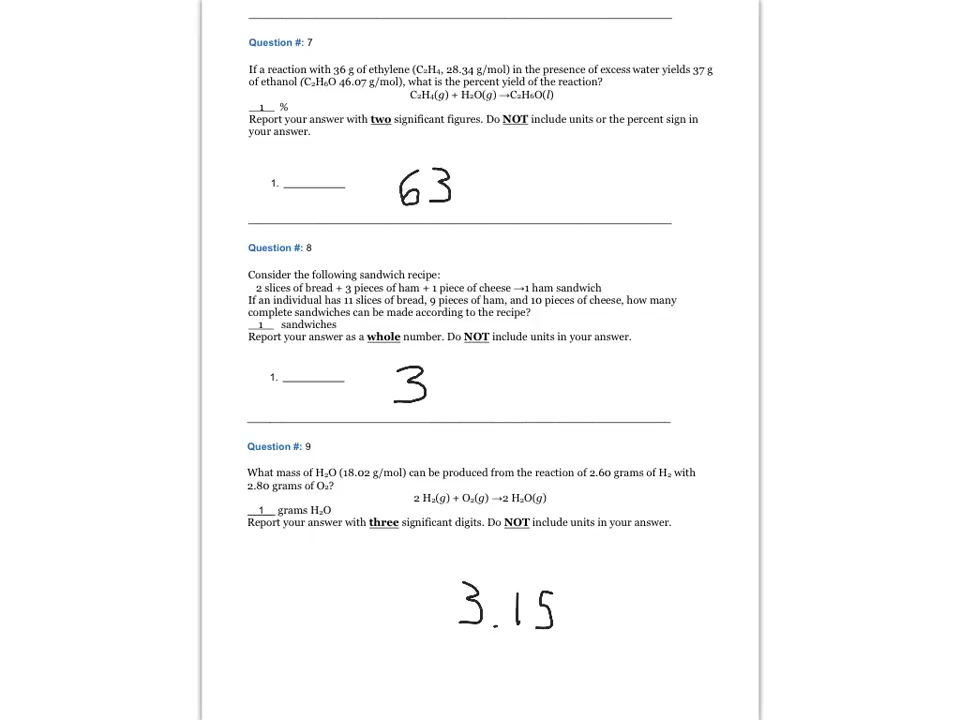 Question #: 7
If a reaction with 36 g of ethylene (C₂H₄, 28.34 g/mol) in the presence of excess water yields 37 g
of ethanol (C₂H₆O 46.07 g/mol), what is the percent yield of the reaction?
C₂H₄(g) + H₂O(g) →C₂H₆O(l)
__1__ %
Report your answer with two significant figures. Do NOT include units or the percent sign in
your answer.
1. ________ 63
Question #: 8
Consider the following sandwich recipe:
2 slices of bread + 3 pieces of ham + 1 piece of cheese →1 ham sandwich
If an individual has 11 slices of bread, 9 pieces of ham, and 10 pieces of cheese, how many
complete sandwiches can be made according to the recipe?
__1__ sandwiches
Report your answer as a whole number. Do NOT include units in your answer.
1. ________ 3
Question #: 9
What mass of H₂O (18.02 g/mol) can be produced from the reaction of 2.60 grams of H₂ with
2.80 grams of O₂?
2 H₂(g) + O₂(g) →2 H₂O(g)
__1__ grams H₂O
Report your answer with three significant digits. Do NOT include units in your answer.
3.15